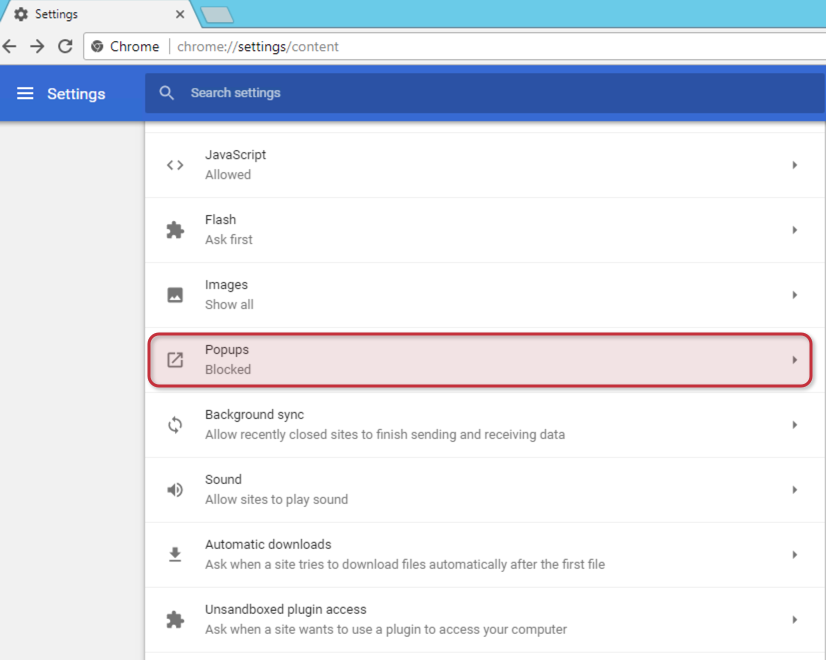 Settings
Chrome chrome://settings/content
Settings
Search settings
JavaScript
Allowed
Flash
Ask first
Images
Show all
Popups
Blocked
Background sync
Allow recently closed sites to finish sending and receiving data
Sound
Allow sites to play sound
Automatic downloads
Ask when a site tries to download files automatically after the first file
Unsandboxed plugin access
Ask when a site wants to use a plugin to access your computer